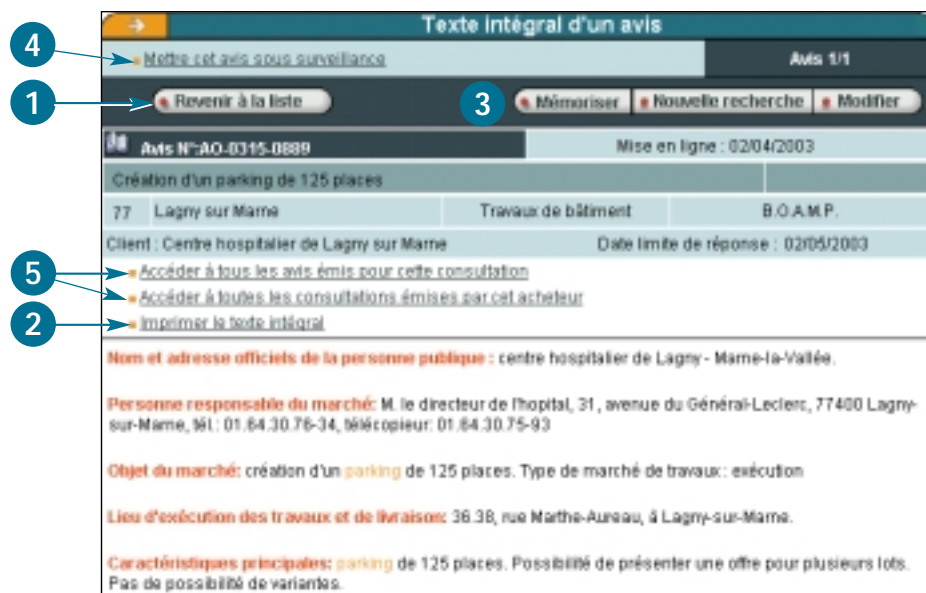 Texte intégral d'un avis
4 Mettre cet avis sous surveillance Avis 1/1
1 Revenir à la liste 3 Mémoriser Nouvelle recherche Modifier
Avis N°:AO-0315-0889 Mise en ligne : 02/04/2003
Création d'un parking de 125 places
77 Lagny sur Marne Travaux de bâtiment B.O.A.M.P.
Client : Centre hospitalier de Lagny sur Marne Date limite de réponse : 02/05/2003
5 Accéder à tous les avis émis pour cette consultation
Accéder à toutes les consultations émises par cet acheteur
2 Imprimer le texte intégral
Nom et adresse officiels de la personne publique : centre hospitalier de Lagny - Marne-la-Vallée.
Personne responsable du marché: M. le directeur de l'hopital, 31, avenue du Général-Leclerc, 77400 Lagny-
sur-Marne, tél.: 01.64.30.76-34, télécopieur: 01.64.30.75-93
Objet du marché: création d'un parking de 125 places. Type de marché de travaux : exécution
Lieu d'exécution des travaux et de livraison: 36.38, rue Marthe-Aureau, à Lagny-sur-Marne.
Caractéristiques principales: parking de 125 places. Possibilité de présenter une offre pour plusieurs lots.
Pas de possibilité de variantes.